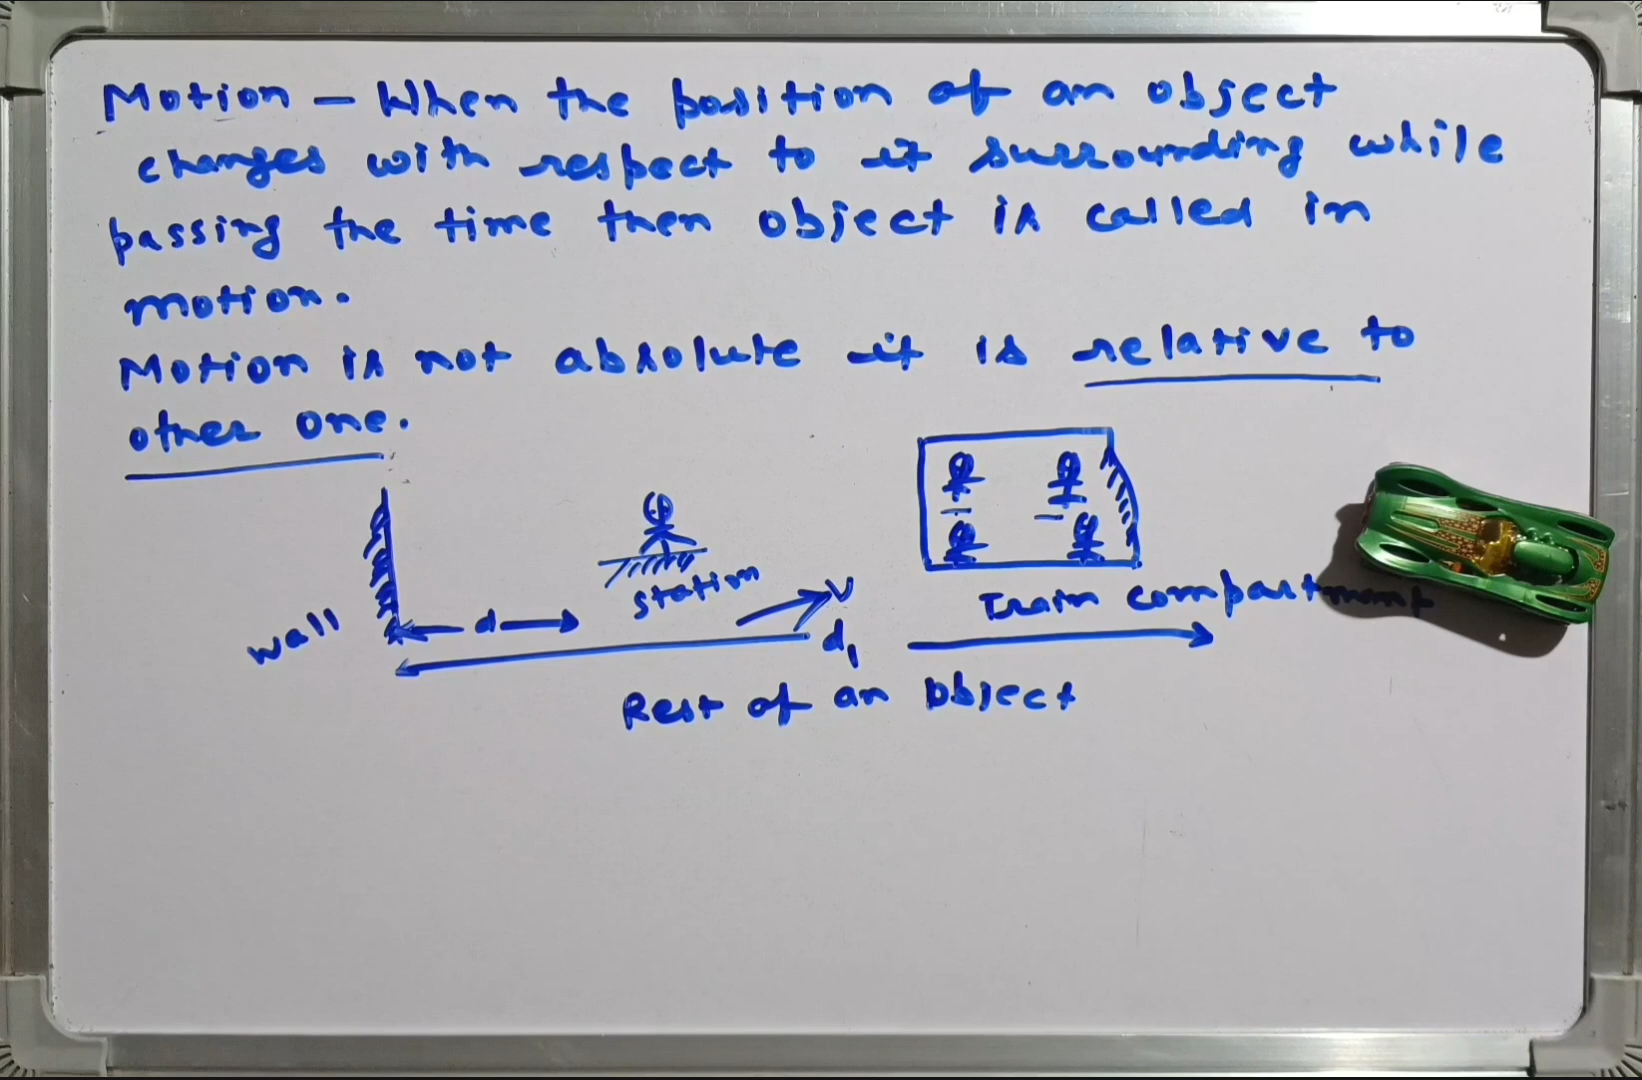 Motion - When the position of an object
changes with respect to it surrounding while
passing the time then object is called in
motion.
Motion is not absolute it is relative to
other one.
station
Train compartment
wall
d
v
d1
Rest of an Object